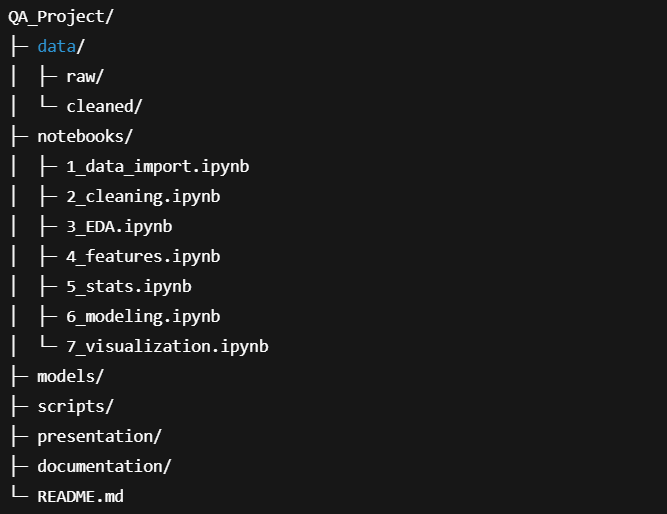 QA_Project/
├─ data/
│  ├─ raw/
│  └─ cleaned/
├─ notebooks/
│  ├─ 1_data_import.ipynb
│  ├─ 2_cleaning.ipynb
│  ├─ 3_EDA.ipynb
│  ├─ 4_features.ipynb
│  ├─ 5_stats.ipynb
│  ├─ 6_modeling.ipynb
│  └─ 7_visualization.ipynb
├─ models/
├─ scripts/
├─ presentation/
├─ documentation/
└─ README.md